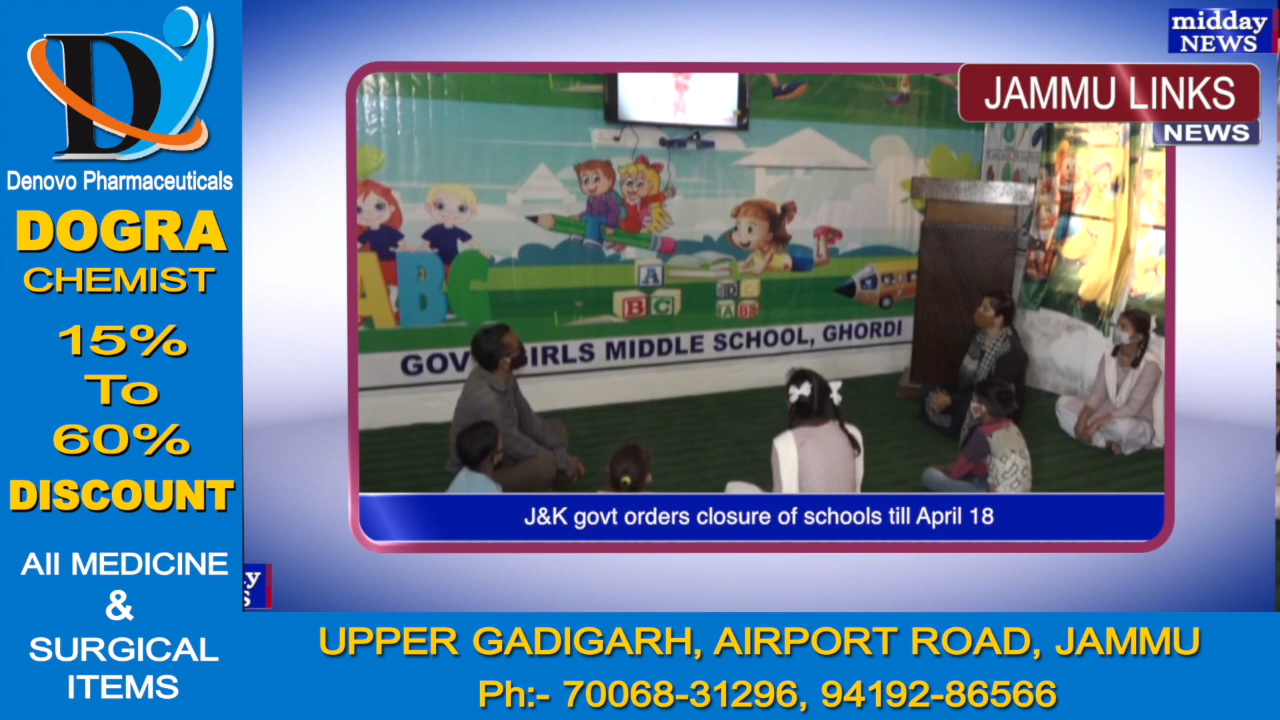 Denovo Pharmaceuticals
DOGRA
CHEMIST
15%
To
60%
DISCOUNT
All MEDICINE
&
SURGICAL
ITEMS
midday
NEWS
JAMMU LINKS
NEWS
ABC
A
B C
GOV GIRLS MIDDLE SCHOOL, GHORDI
J&K govt orders closure of schools till April 18
UPPER GADIGARH, AIRPORT ROAD, JAMMU
Ph:- 70068-31296, 94192-86566